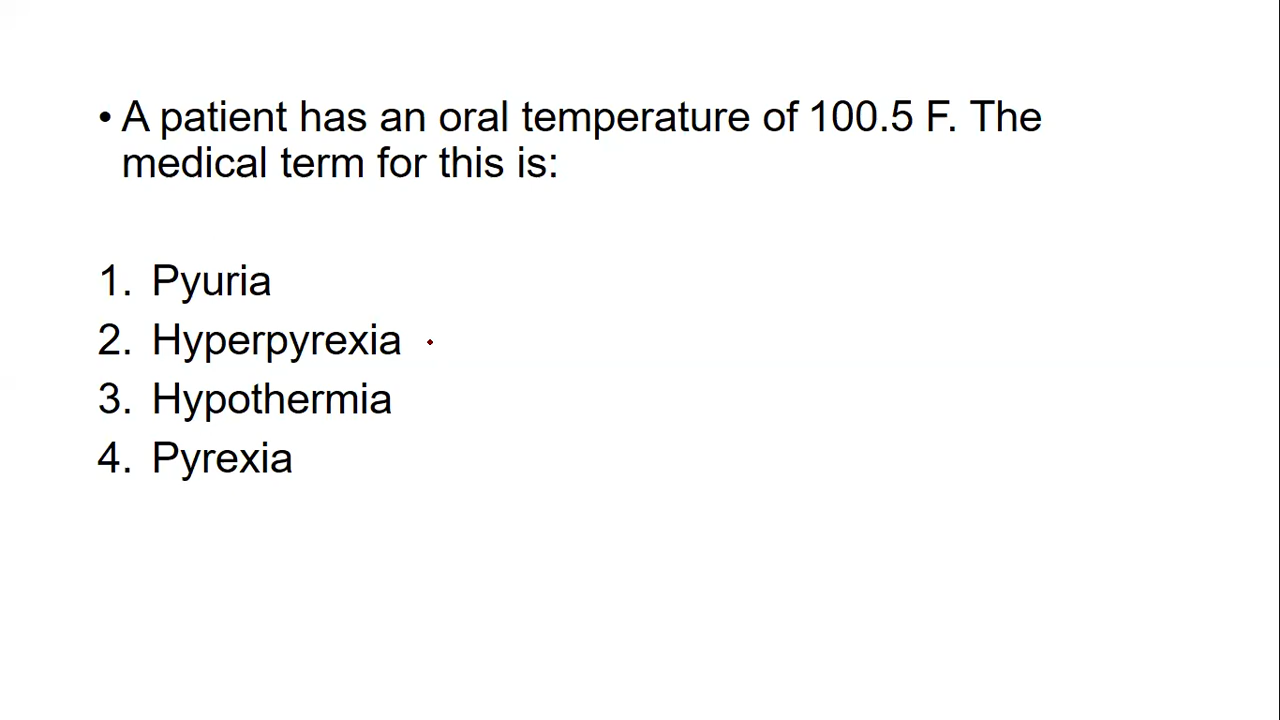 • A patient has an oral temperature of 100.5 F. The
medical term for this is:
1. Pyuria
2. Hyperpyrexia
3. Hypothermia
4. Pyrexia